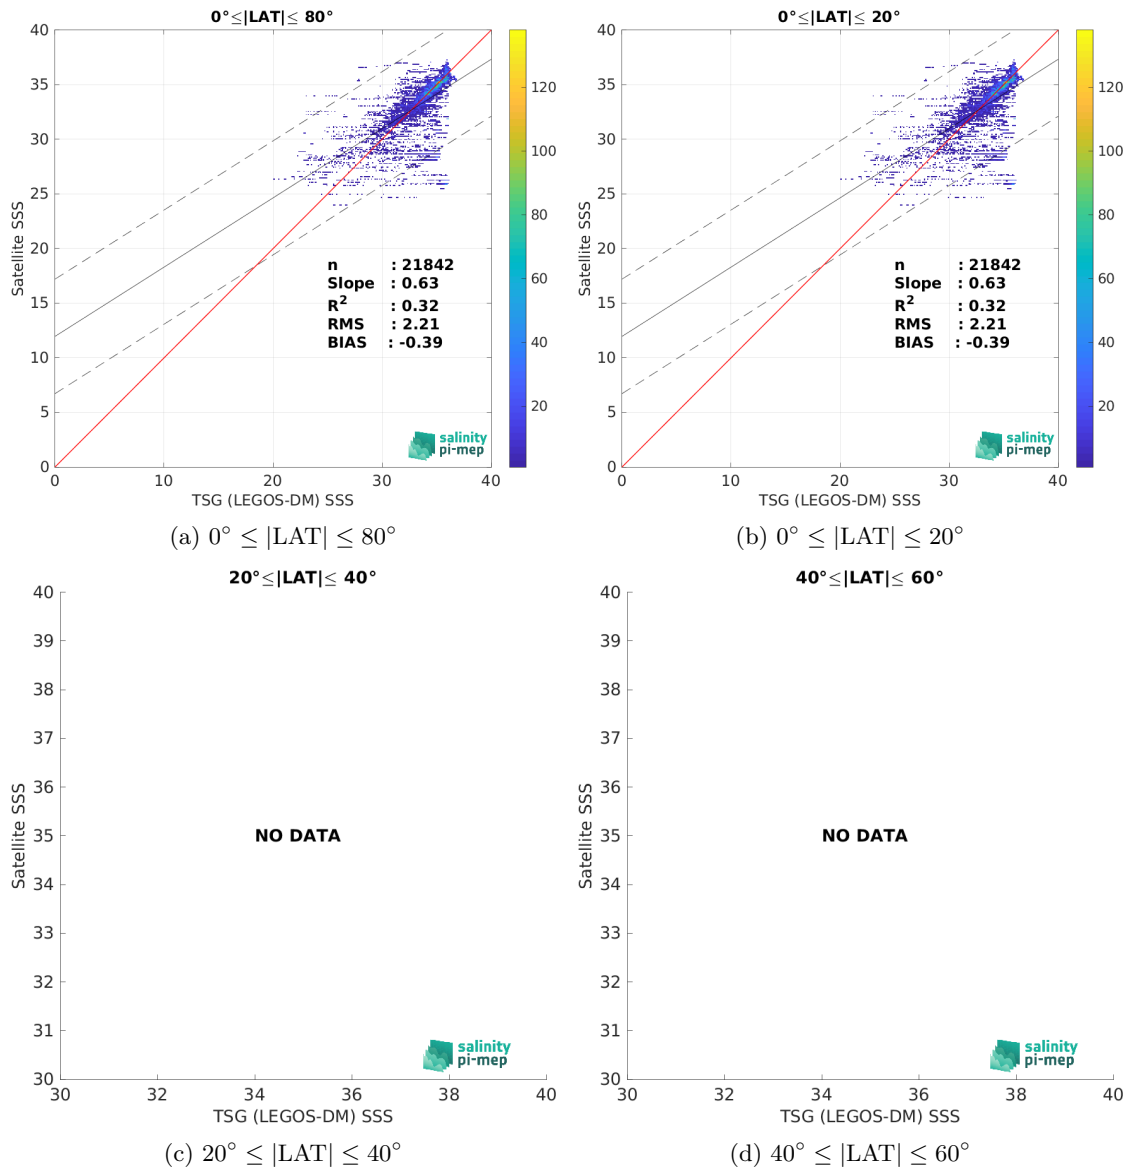 0°≤|LAT|≤ 80°
40
35
30
25
20
15
10
5
0
Satellite SSS
n : 21842
Slope : 0.63
R² : 0.32
RMS : 2.21
BIAS : -0.39
salinity
pi-mep
0 10 20 30 40
TSG (LEGOS-DM) SSS
120
100
80
60
40
20
(a) 0° ≤ |LAT| ≤ 80°
0°≤|LAT|≤ 20°
40
35
30
25
20
15
10
5
0
Satellite SSS
n : 21842
Slope : 0.63
R² : 0.32
RMS : 2.21
BIAS : -0.39
salinity
pi-mep
0 10 20 30 40
TSG (LEGOS-DM) SSS
120
100
80
60
40
20
(b) 0° ≤ |LAT| ≤ 20°
20°≤|LAT|≤ 40°
40
39
38
37
36
35
34
33
32
31
30
Satellite SSS
NO DATA
salinity
pi-mep
30 32 34 36 38 40
TSG (LEGOS-DM) SSS
(c) 20° ≤ |LAT| ≤ 40°
40°≤|LAT|≤ 60°
40
39
38
37
36
35
34
33
32
31
30
Satellite SSS
NO DATA
salinity
pi-mep
30 32 34 36 38 40
TSG (LEGOS-DM) SSS
(d) 40° ≤ |LAT| ≤ 60°